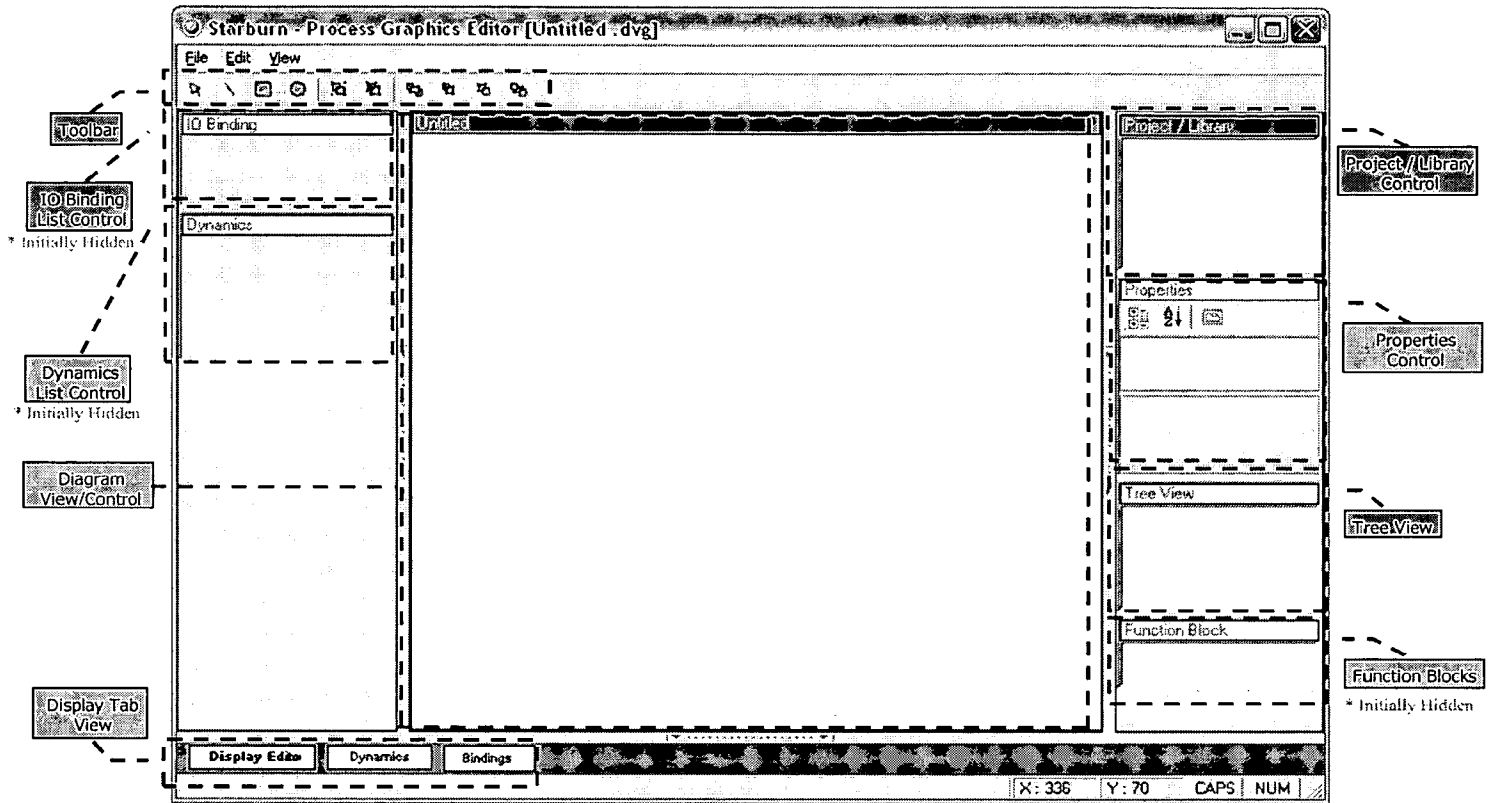 Starburn - Process Graphics Editor [Untitled .dvg]
File Edit View
Toolbar
IO Binding
List Control
* Initially Hidden
Dynamics
List Control
* Initially Hidden
Diagram
View/Control
Display Tab
View
IO Binding
Dynamics
Untitled
Project / Library
Properties
Tree View
Function Block
Project / Library
Control
Properties
Control
Tree View
Function Blocks
* Initially Hidden
Display Editor Dynamics Bindings
X: 336 Y: 70 CAPS NUM